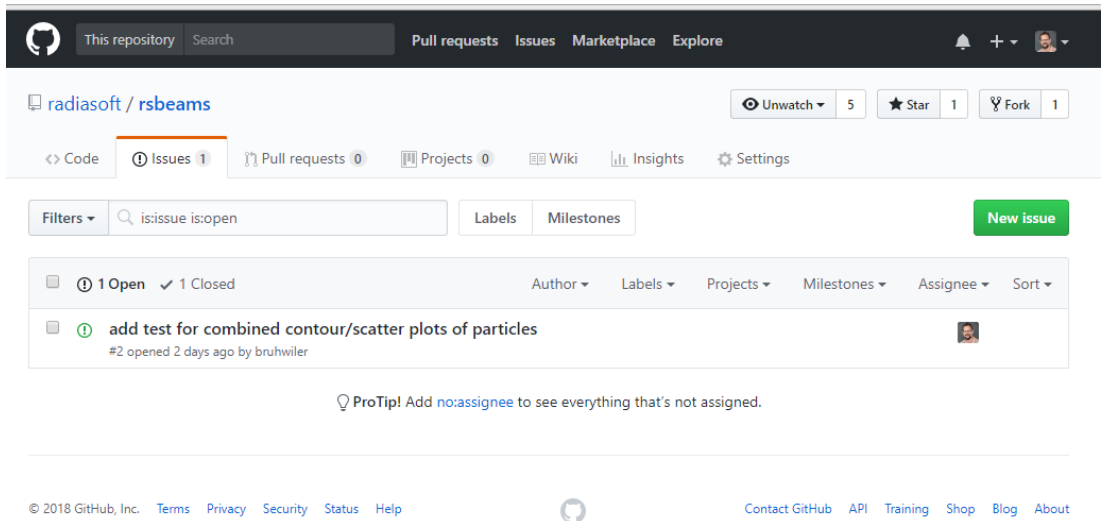 This repository Search Pull requests Issues Marketplace Explore
radiasoft / rsbeams Unwatch 5 Star 1 Fork 1
Code Issues 1 Pull requests 0 Projects 0 Wiki Insights Settings
Filters is:issue is:open Labels Milestones New issue
1 Open 1 Closed Author Labels Projects Milestones Assignee Sort
add test for combined contour/scatter plots of particles
#2 opened 2 days ago by bruhwiler
ProTip! Add no:assignee to see everything that's not assigned.
© 2018 GitHub, Inc. Terms Privacy Security Status Help Contact GitHub API Training Shop Blog About